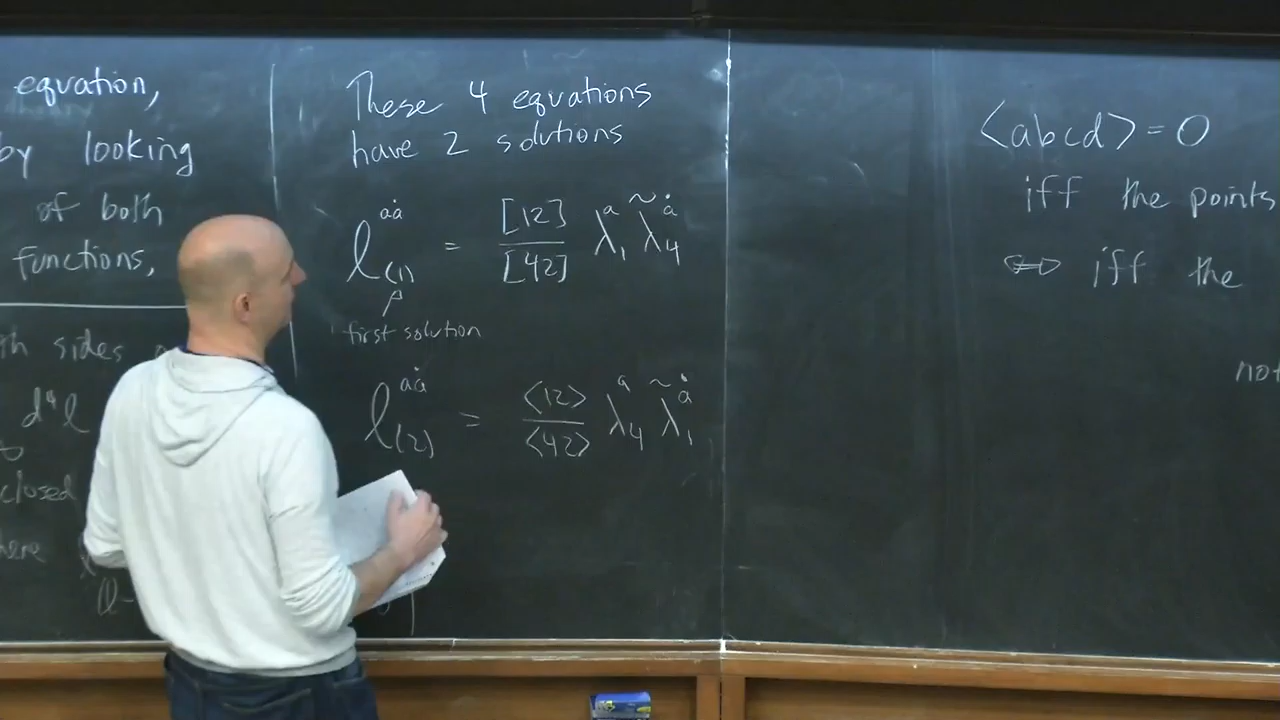 equation,
by looking
of both
functions,
sides
d⁴l
closed
here
These 4 equations
have 2 solutions
l₍₁₎^{aȧ} = [12]/[42] λ₁^a λ̃₄^ȧ
first solution
l₍₂₎^{aȧ} = <12>/<42> λ₄^a λ̃₁^ȧ
<abcd> = 0
iff the points
⇔ iff the
not